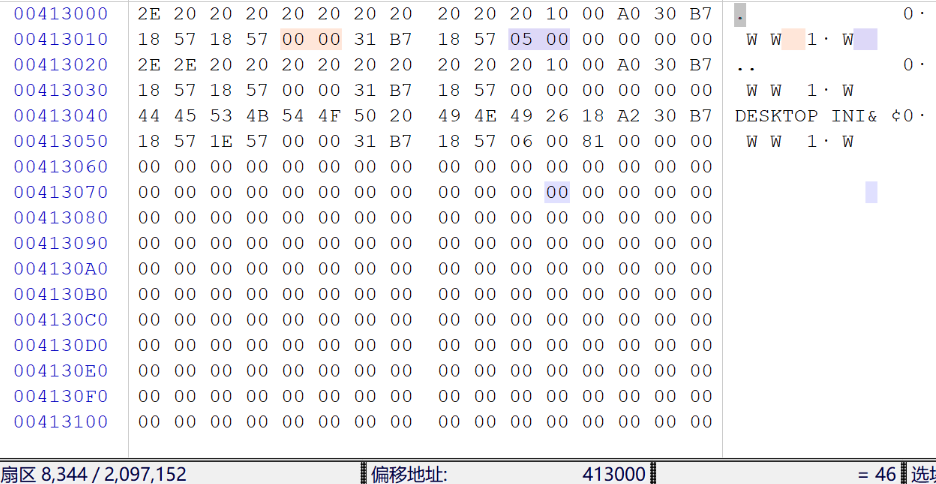 00413000 2E 20 20 20 20 20 20 20 20 20 20 10 00 A0 30 B7 . 0·
00413010 18 57 18 57 00 00 31 B7 18 57 05 00 00 00 00 00 W W 1· W
00413020 2E 2E 20 20 20 20 20 20 20 20 20 10 00 A0 30 B7 .. 0·
00413030 18 57 18 57 00 00 31 B7 18 57 00 00 00 00 00 00 W W 1· W
00413040 44 45 53 4B 54 4F 50 20 49 4E 49 26 18 A2 30 B7 DESKTOP INI& ¢0·
00413050 18 57 1E 57 00 00 31 B7 18 57 06 00 81 00 00 00 W W 1· W
00413060 00 00 00 00 00 00 00 00 00 00 00 00 00 00 00 00
00413070 00 00 00 00 00 00 00 00 00 00 00 00 00 00 00 00
00413080 00 00 00 00 00 00 00 00 00 00 00 00 00 00 00 00
00413090 00 00 00 00 00 00 00 00 00 00 00 00 00 00 00 00
004130A0 00 00 00 00 00 00 00 00 00 00 00 00 00 00 00 00
004130B0 00 00 00 00 00 00 00 00 00 00 00 00 00 00 00 00
004130C0 00 00 00 00 00 00 00 00 00 00 00 00 00 00 00 00
004130D0 00 00 00 00 00 00 00 00 00 00 00 00 00 00 00 00
004130E0 00 00 00 00 00 00 00 00 00 00 00 00 00 00 00 00
004130F0 00 00 00 00 00 00 00 00 00 00 00 00 00 00 00 00
00413100 00 00 00 00 00 00 00 00 00 00 00 00 00 00 00 00
扇区 8,344 / 2,097,152 偏移地址: 413000 = 46 选